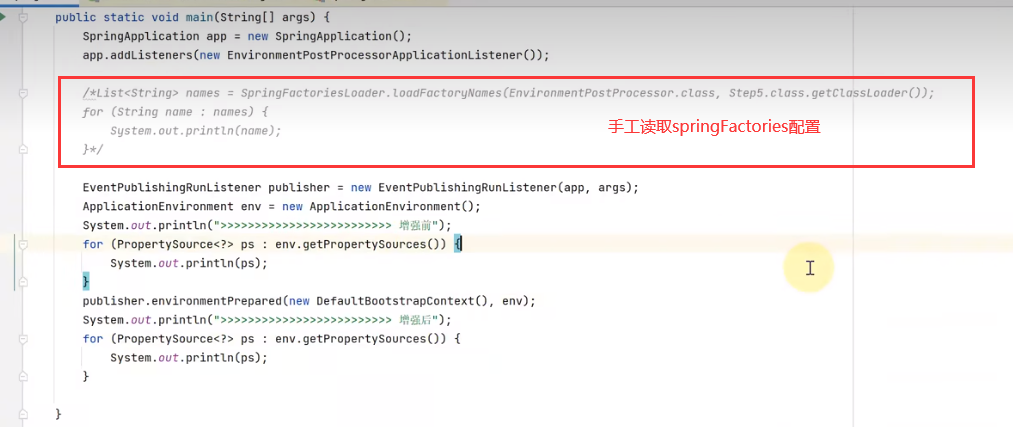 public static void main(String[] args) {
SpringApplication app = new SpringApplication();
app.addListeners(new EnvironmentPostProcessorApplicationListener());
/*List<String> names = SpringFactoriesLoader.loadFactoryNames(EnvironmentPostProcessor.class, Step5.class.getClassLoader());
for (String name : names) {
System.out.println(name);
}*/
手工读取springFactories配置
EventPublishingRunListener publisher = new EventPublishingRunListener(app, args);
ApplicationEnvironment env = new ApplicationEnvironment();
System.out.println(">>>>>>>>>>>>>>>>>>>>>>>>> 增强前");
for (PropertySource<?> ps : env.getPropertySources()) {
System.out.println(ps);
}
publisher.environmentPrepared(new DefaultBootstrapContext(), env);
System.out.println(">>>>>>>>>>>>>>>>>>>>>>>>> 增强后");
for (PropertySource<?> ps : env.getPropertySources()) {
System.out.println(ps);
}
}